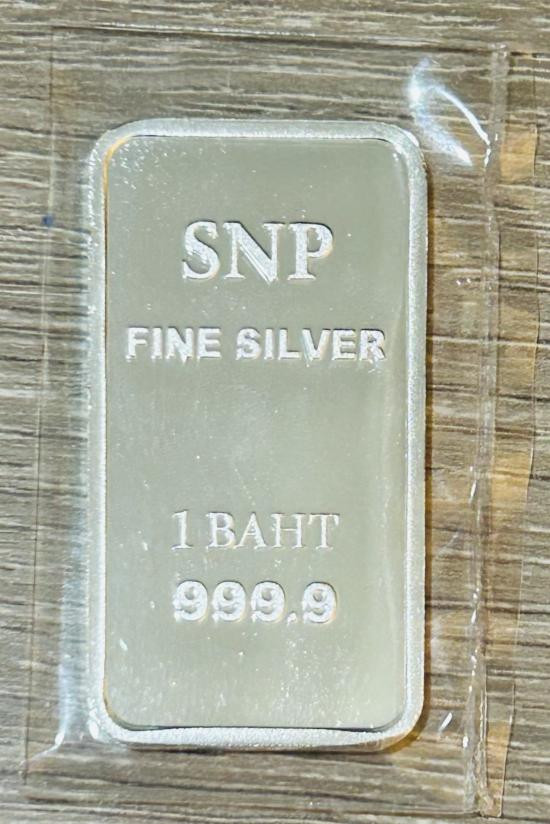 SNP
FINE SILVER
1 BAHT
999.9